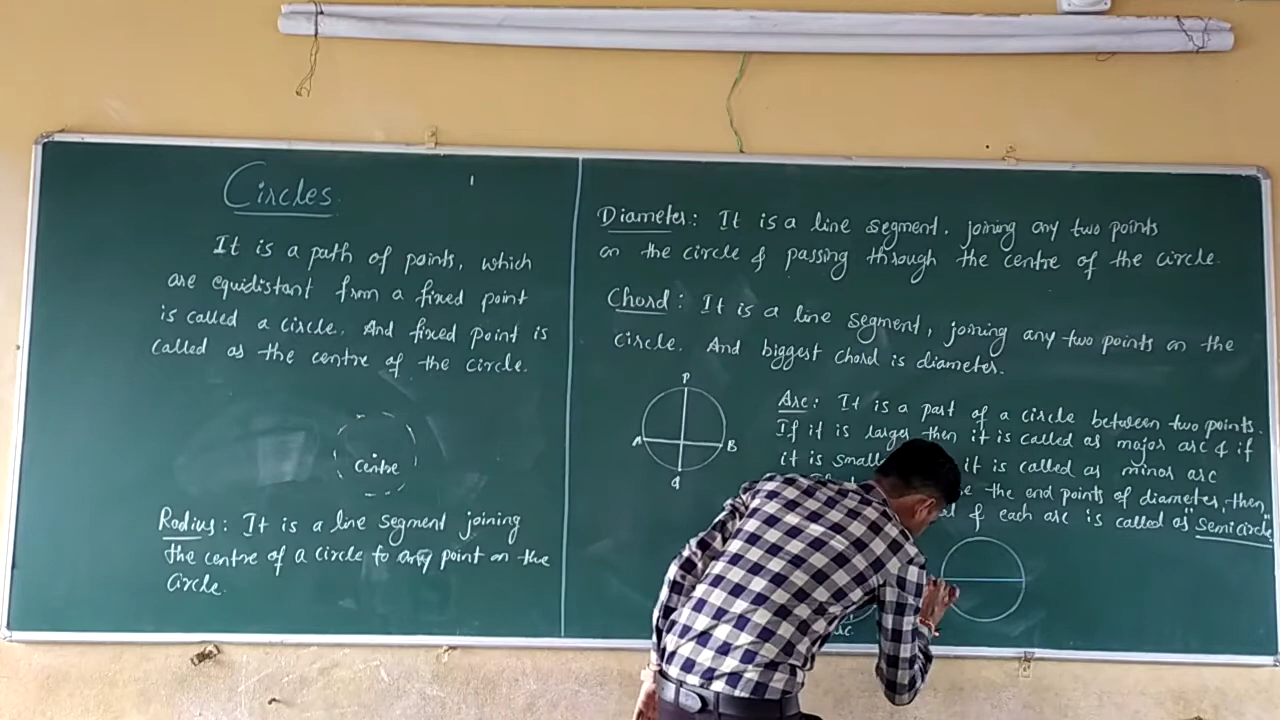 Circles.
It is a path of points, which
are equidistant from a fixed point
is called a circle. And fixed point is
called as the centre of the circle.
Centre
Radius: It is a line segment joining
the centre of a circle to any point on the
circle.
Diameter: It is a line segment, joining any two points
on the circle & passing through the centre of the circle.
Chord: It is a line segment, joining any two points on the
circle. And biggest chord is diameter.
P
A B
Q
Arc: It is a part of a circle between two points.
If it is larger then it is called as major arc & if
it is small it is called as minor arc
the end points of diameter, then
& each arc is called as "semicircle"